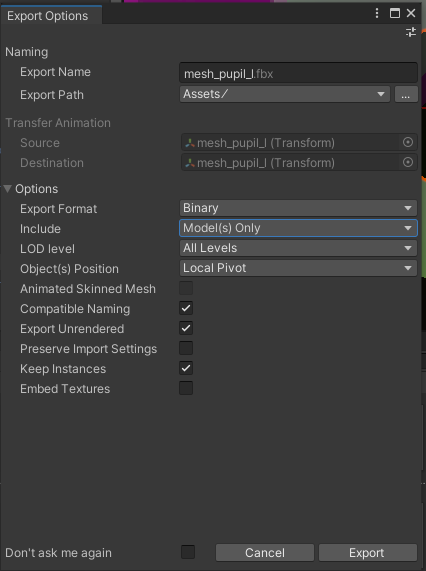 Export Options
Naming
Export Name mesh_pupil_l.fbx
Export Path Assets/ ...
Transfer Animation
Source mesh_pupil_l (Transform)
Destination mesh_pupil_l (Transform)
Options
Export Format Binary
Include Model(s) Only
LOD level All Levels
Object(s) Position Local Pivot
Animated Skinned Mesh
Compatible Naming
Export Unrendered
Preserve Import Settings
Keep Instances
Embed Textures
Don't ask me again Cancel Export